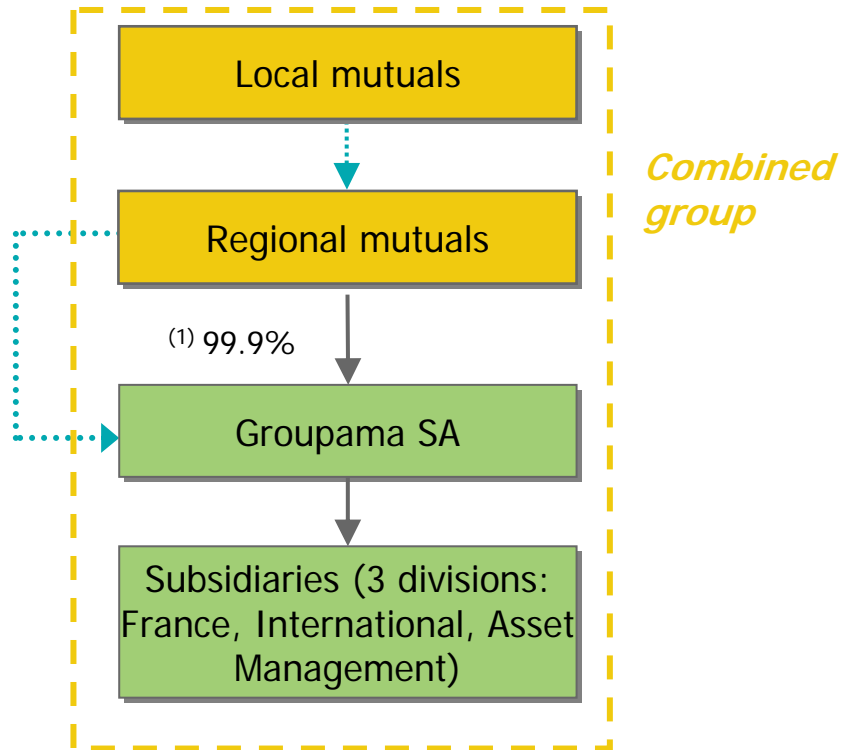 Local mutuals
Combined
group
Regional mutuals
(1) 99.9%
Groupama SA
Subsidiaries (3 divisions:
France, International, Asset
Management)